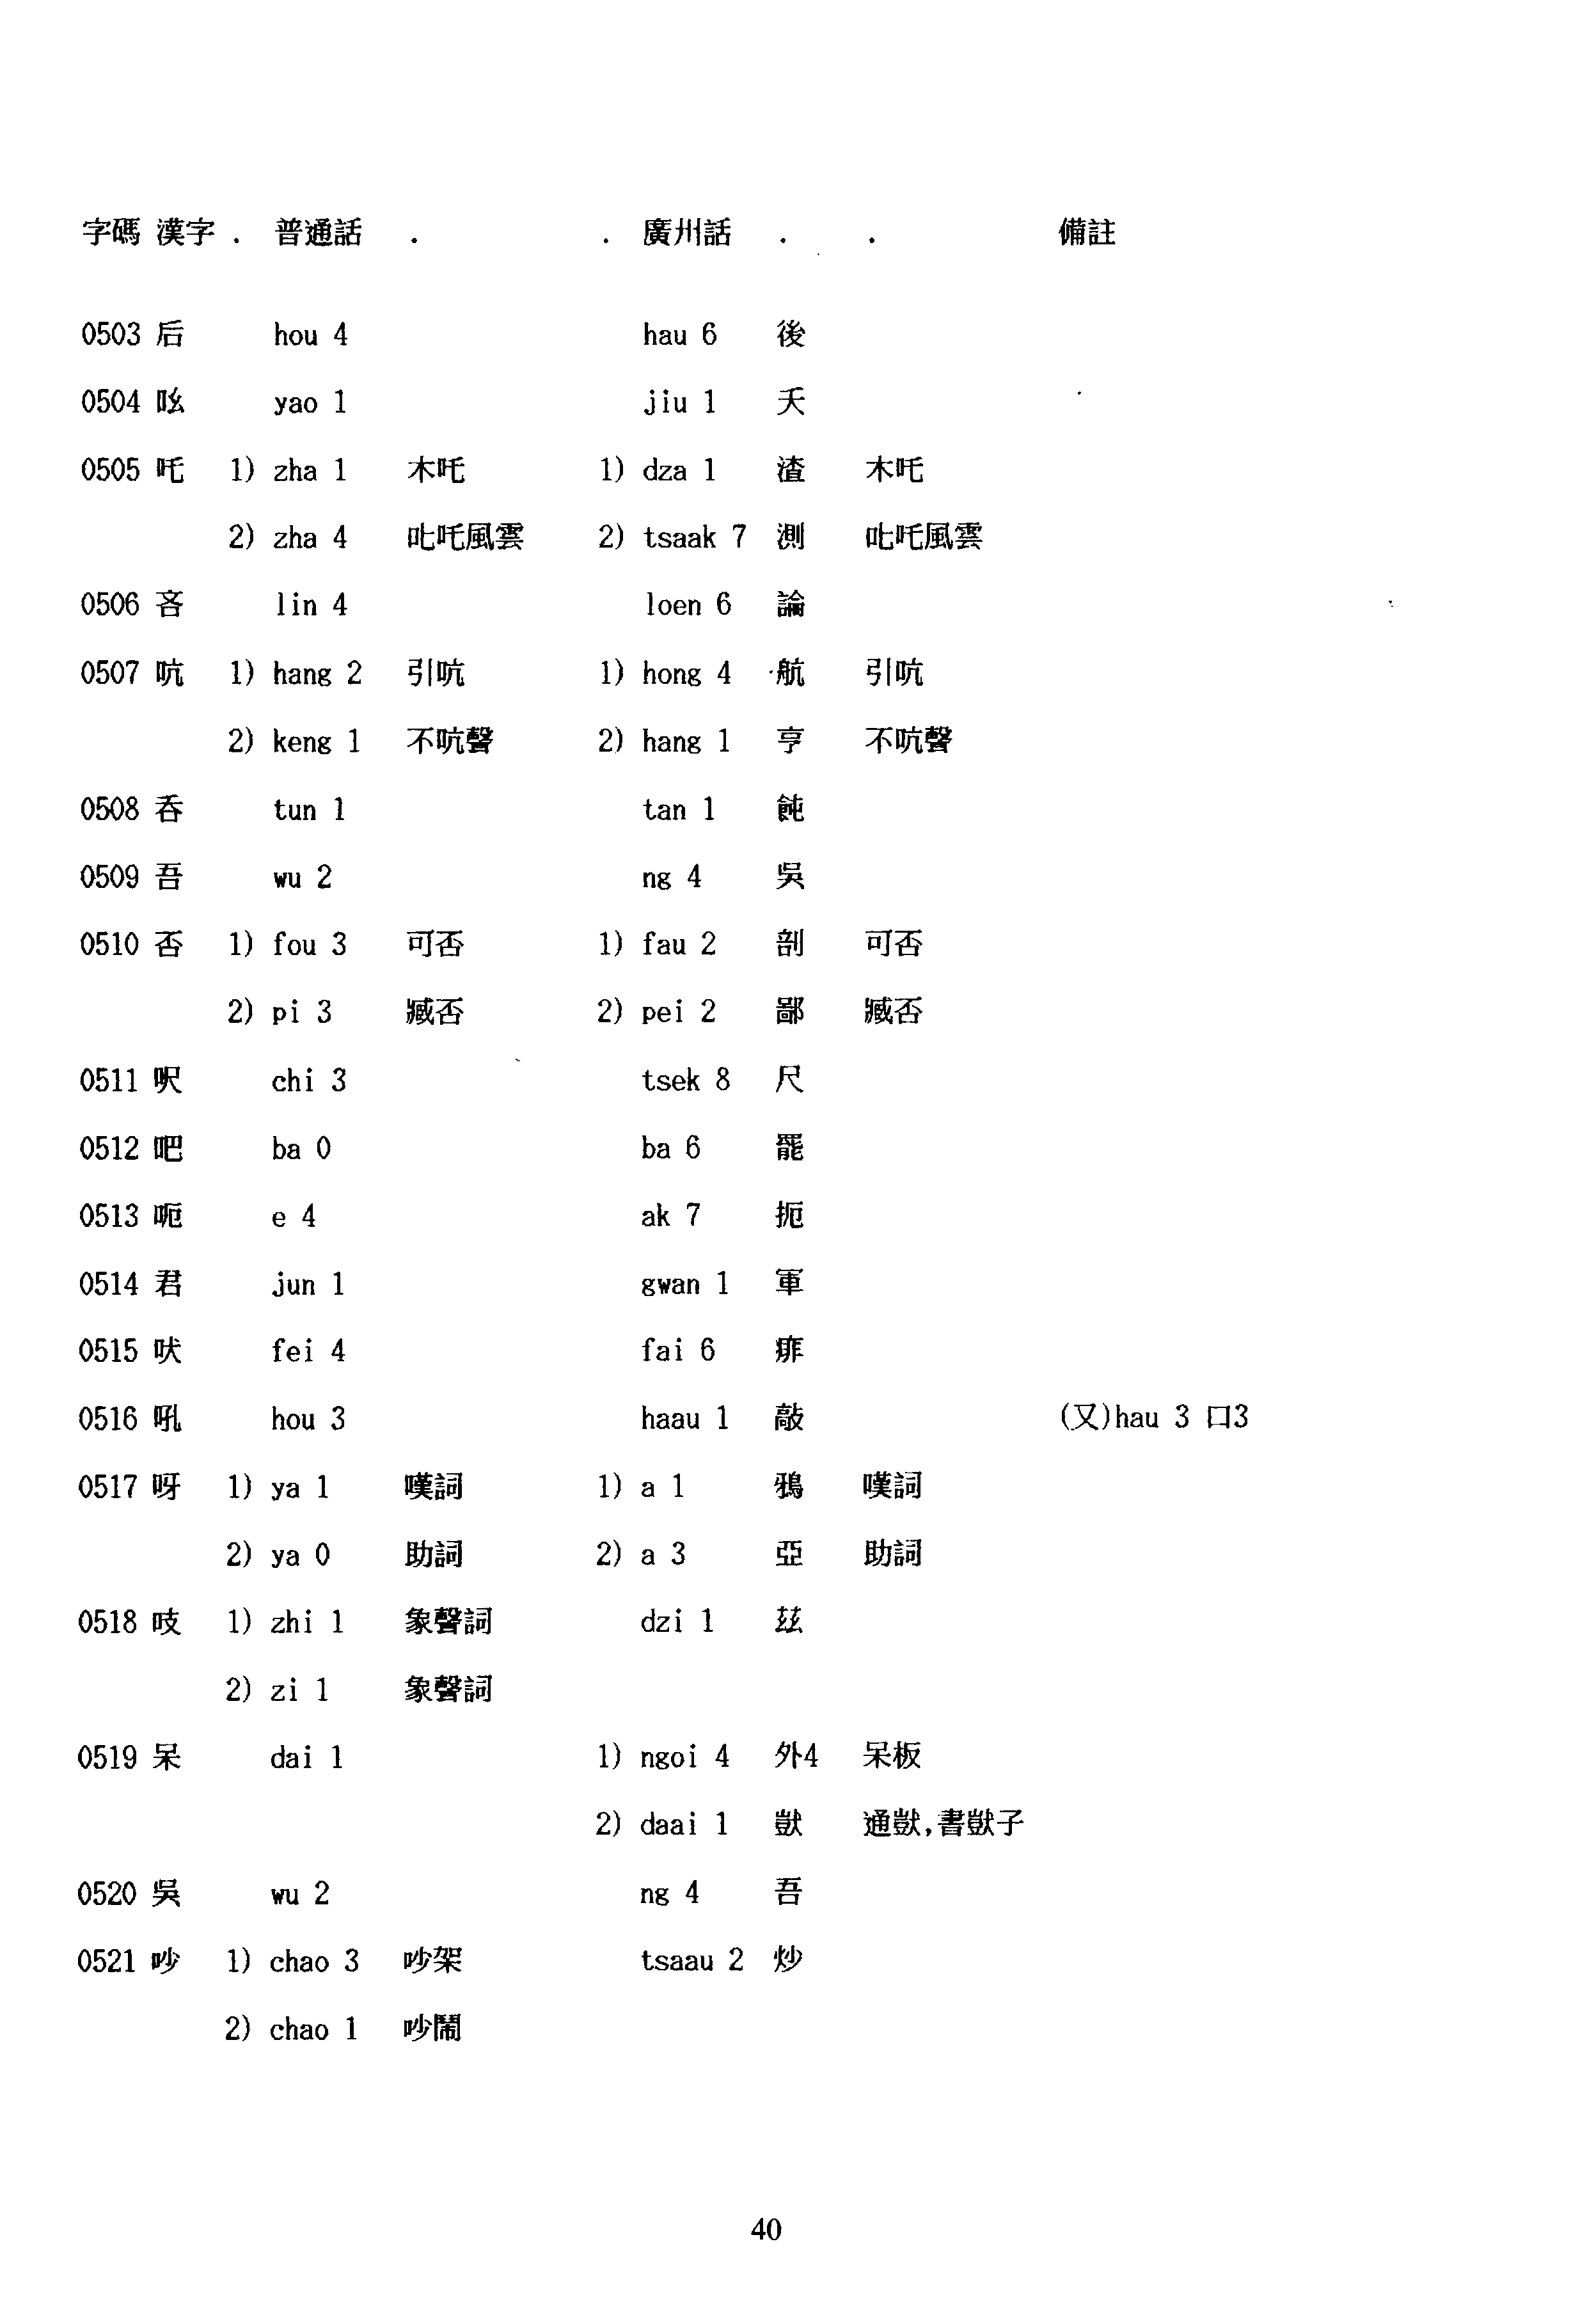 字碼 漢字 . 普通話 . . 廣州話 . . 備註
0503 后 hou 4 hau 6 後
0504 吆 yao 1 jiu 1 夭
0505 吒 1) zha 1 木吒 1) dza 1 渣 木吒
2) zha 4 叱吒風雲 2) tsaak 7 測 叱吒風雲
0506 吝 lin 4 loen 6 論
0507 吭 1) hang 2 引吭 1) hong 4 航 引吭
2) keng 1 不吭聲 2) hang 1 亨 不吭聲
0508 吞 tun 1 tan 1 飩
0509 吾 wu 2 ng 4 吳
0510 否 1) fou 3 可否 1) fau 2 剖 可否
2) pi 3 臧否 2) pei 2 鄙 臧否
0511 呎 chi 3 tsek 8 尺
0512 吧 ba 0 ba 6 罷
0513 呃 e 4 ak 7 扼
0514 君 jun 1 gwan 1 軍
0515 吠 fei 4 fai 6 痱
0516 吼 hou 3 haau 1 敲 (又)hau 3 口3
0517 呀 1) ya 1 嘆詞 1) a 1 鴉 嘆詞
2) ya 0 助詞 2) a 3 亞 助詞
0518 吱 1) zhi 1 象聲詞 dzi 1 茲
2) zi 1 象聲詞
0519 呆 dai 1 1) ngoi 4 外4 呆板
2) daai 1 獃 通獃,書獃子
0520 吳 wu 2 ng 4 吾
0521 吵 1) chao 3 吵架 tsaau 2 炒
2) chao 1 吵鬧
40